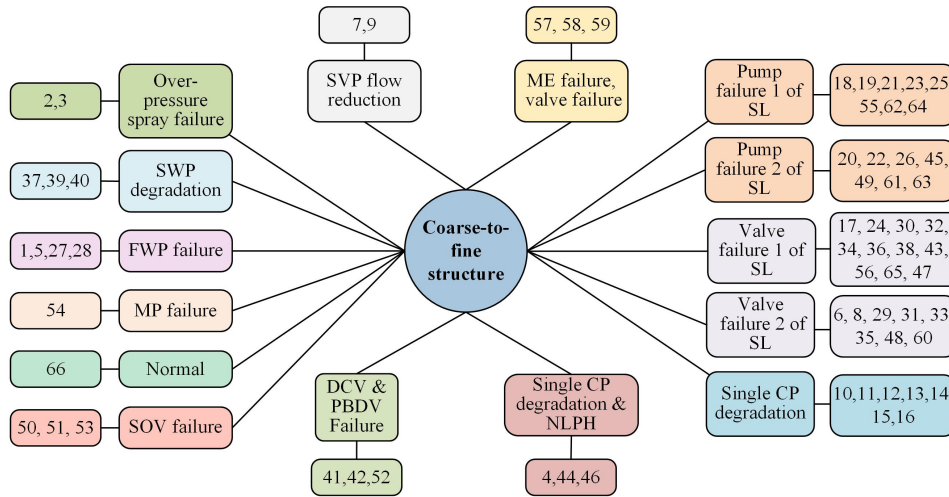 7,9
SVP flow
reduction
57, 58, 59
ME failure,
valve failure
2,3
Over-
pressure
spray failure
37,39,40
SWP
degradation
1,5,27,28
FWP failure
54
MP failure
66
Normal
50, 51, 53
SOV failure
Coarse-to-
fine
structure
Pump
failure 1 of
SL
18,19,21,23,25,
55,62,64
Pump
failure 2 of
SL
20, 22, 26, 45,
49, 61, 63
Valve
failure 1 of
SL
17, 24, 30, 32,
34, 36, 38, 43,
56, 65, 47
Valve
failure 2 of
SL
6, 8, 29, 31, 33,
35, 48, 60
Single CP
degradation
10,11,12,13,14,
15,16
DCV &
PBDV
Failure
41,42,52
Single CP
degradation &
NLPH
4,44,46